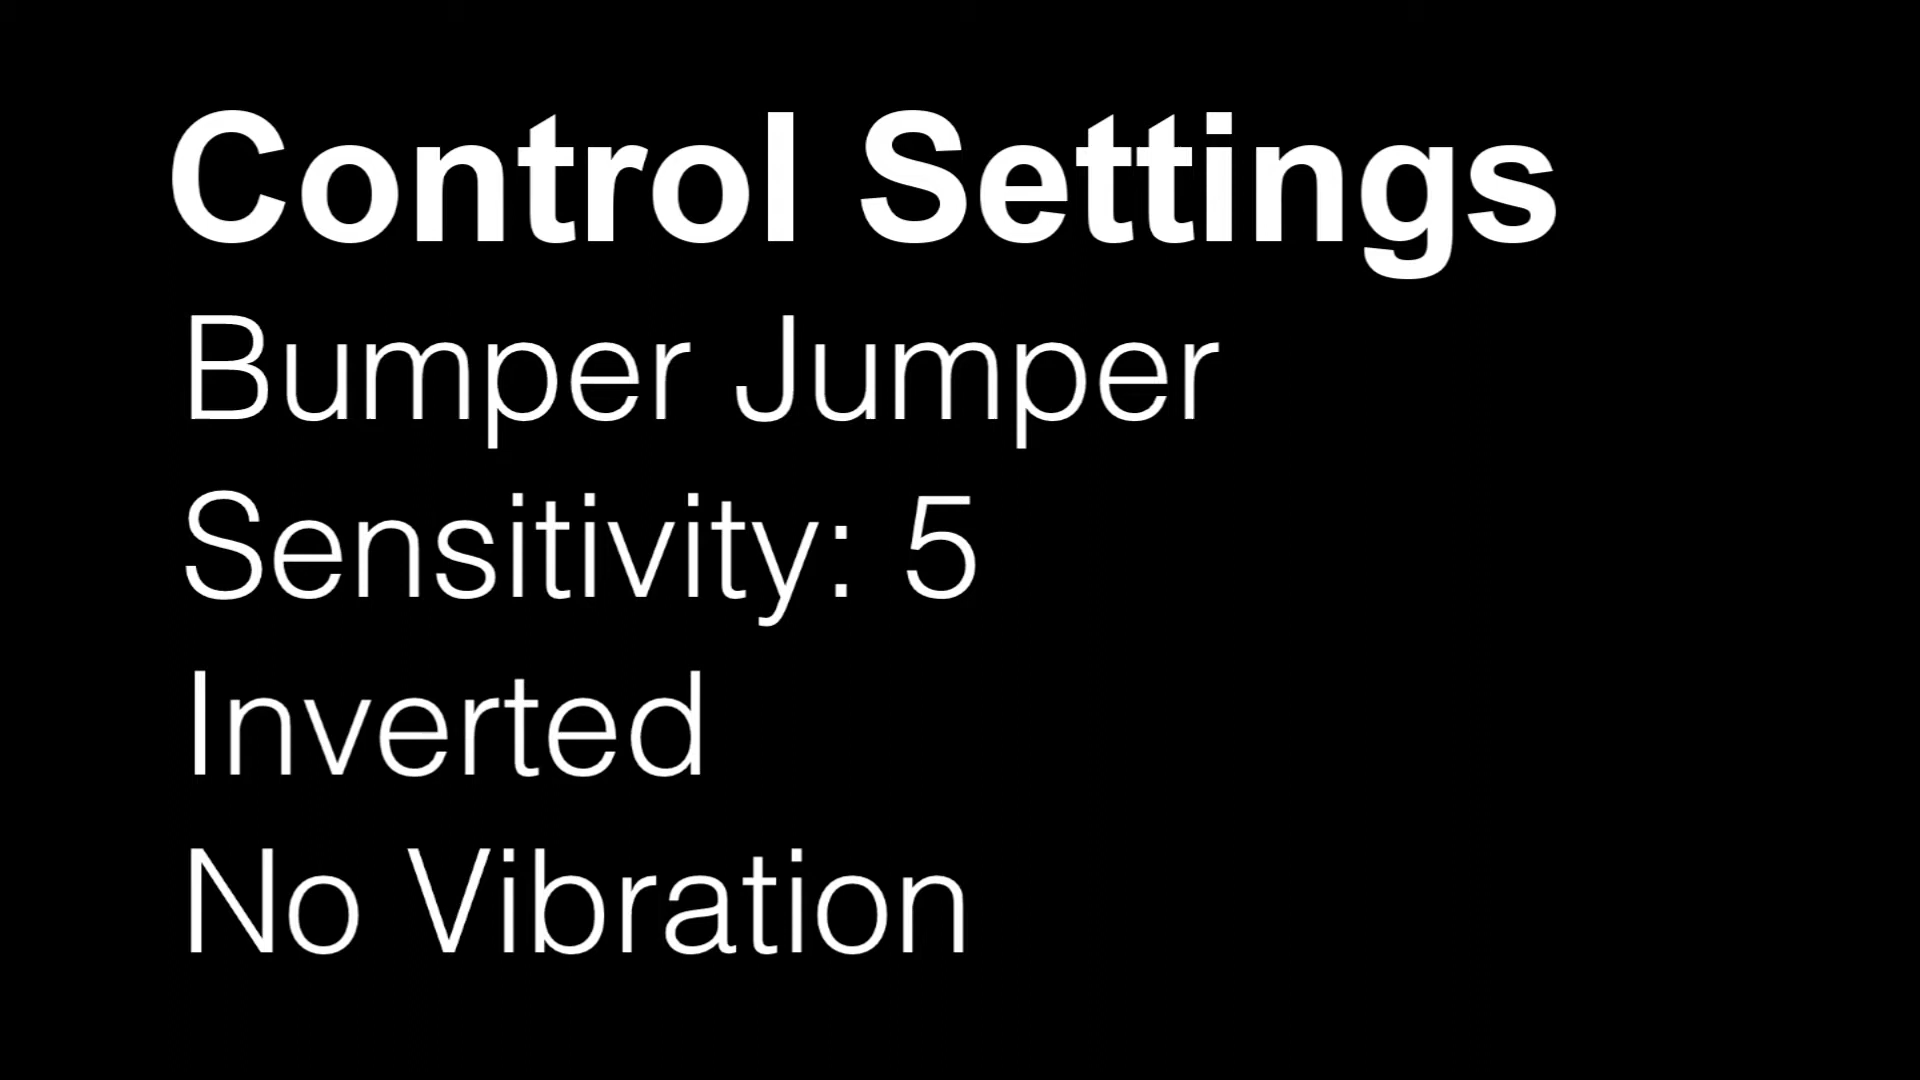 Control Settings
Bumper Jumper
Sensitivity: 5
Inverted
No Vibration